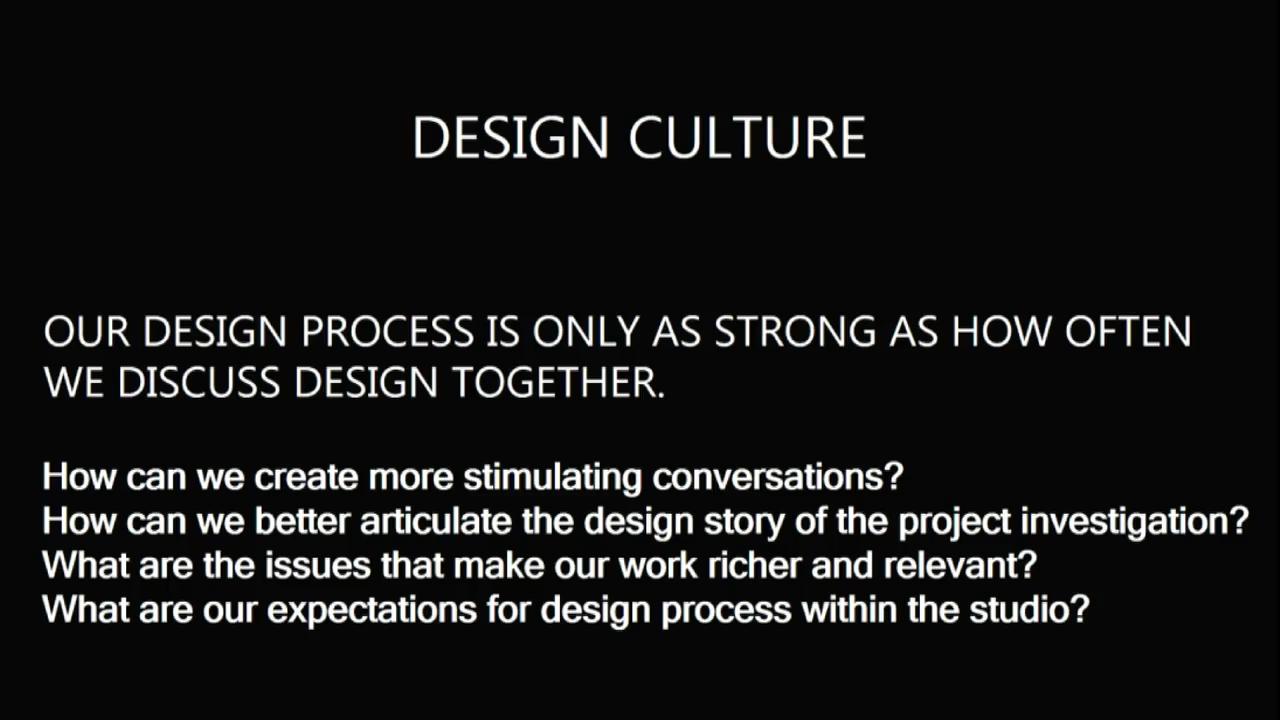 DESIGN CULTURE
OUR DESIGN PROCESS IS ONLY AS STRONG AS HOW OFTEN
WE DISCUSS DESIGN TOGETHER.
How can we create more stimulating conversations?
How can we better articulate the design story of the project investigation?
What are the issues that make our work richer and relevant?
What are our expectations for design process within the studio?